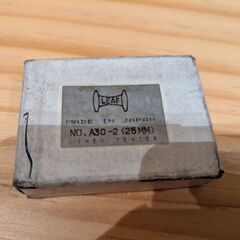 LEAF
MADE IN JAPAN
NO. A30-2 (25MM)
LINEN TESTER